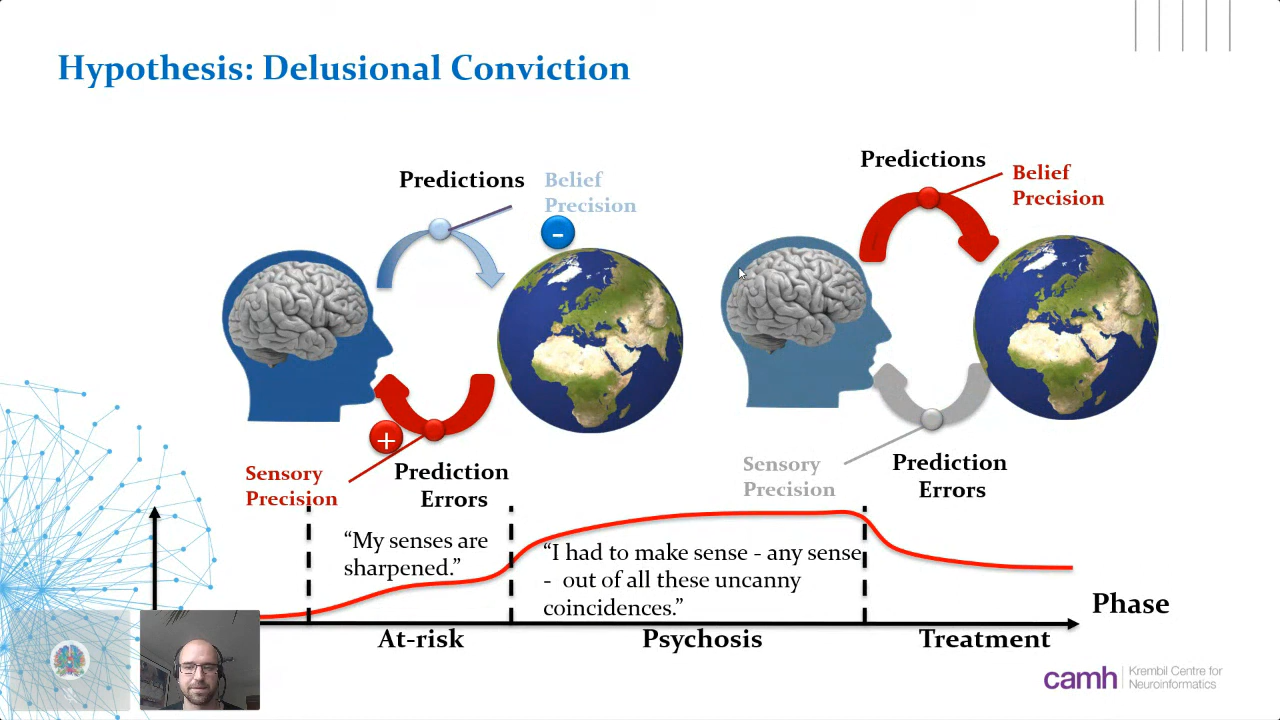 Hypothesis: Delusional Conviction
Predictions
Belief
Precision
-
Sensory
Precision
+
Prediction
Errors
Predictions
Belief
Precision
Sensory
Precision
Prediction
Errors
“My senses are
sharpened.”
“I had to make sense - any sense
- out of all these uncanny
coincidences.”
Phase
At-risk
Psychosis
Treatment
camh
Krembil Centre for
Neuroinformatics